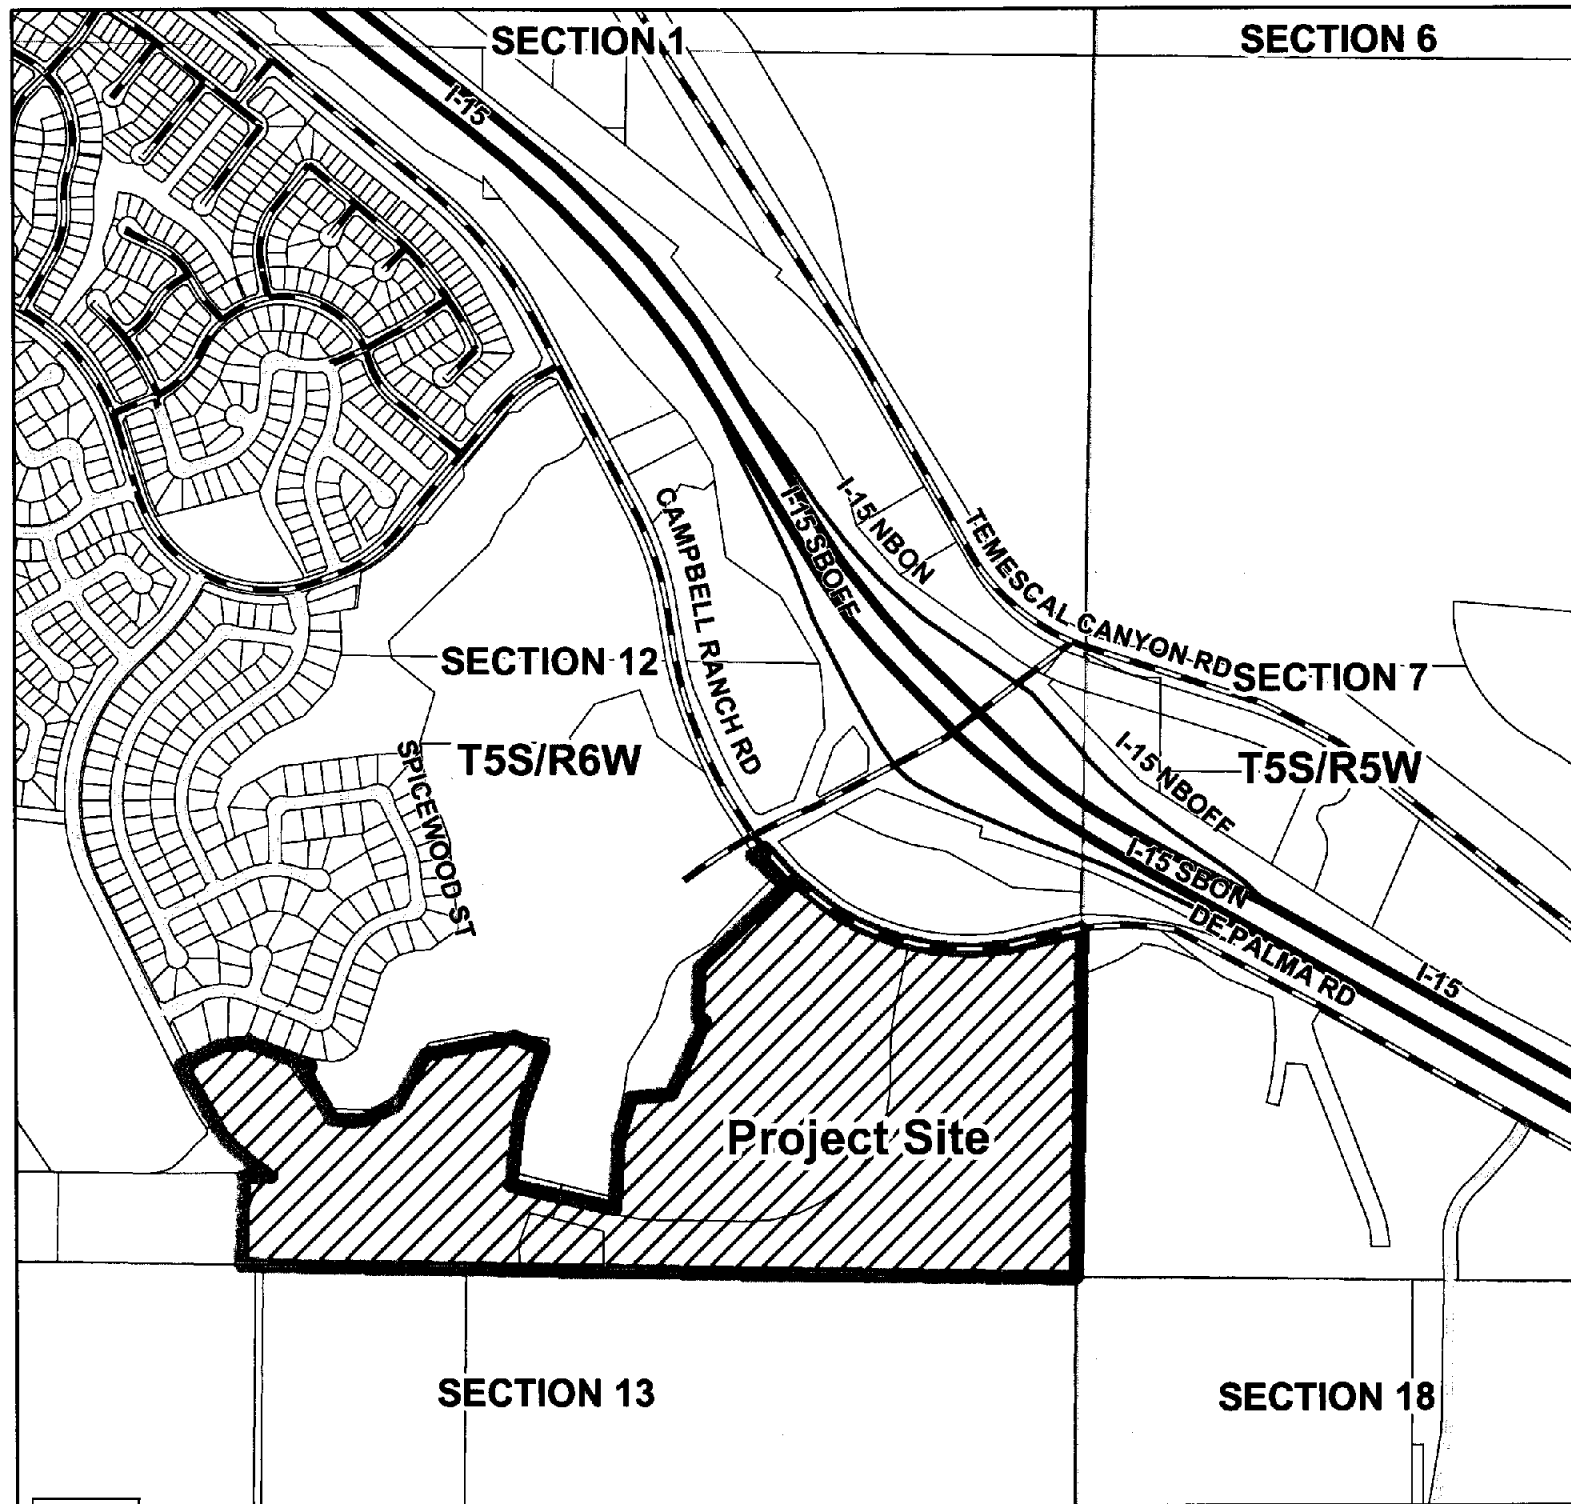 SECTION 1
SECTION 6
I-15
I-15 SBOFF
I-15 NBON
TEMESCAL CANYON RD
CAMPBELL RANCH RD
SECTION 12
SECTION 7
T5S/R6W
T5S/R5W
SPICEWOOD ST
I-15 NBOFF
I-15 SBON
DE PALMA RD
I-15
Project Site
SECTION 13
SECTION 18